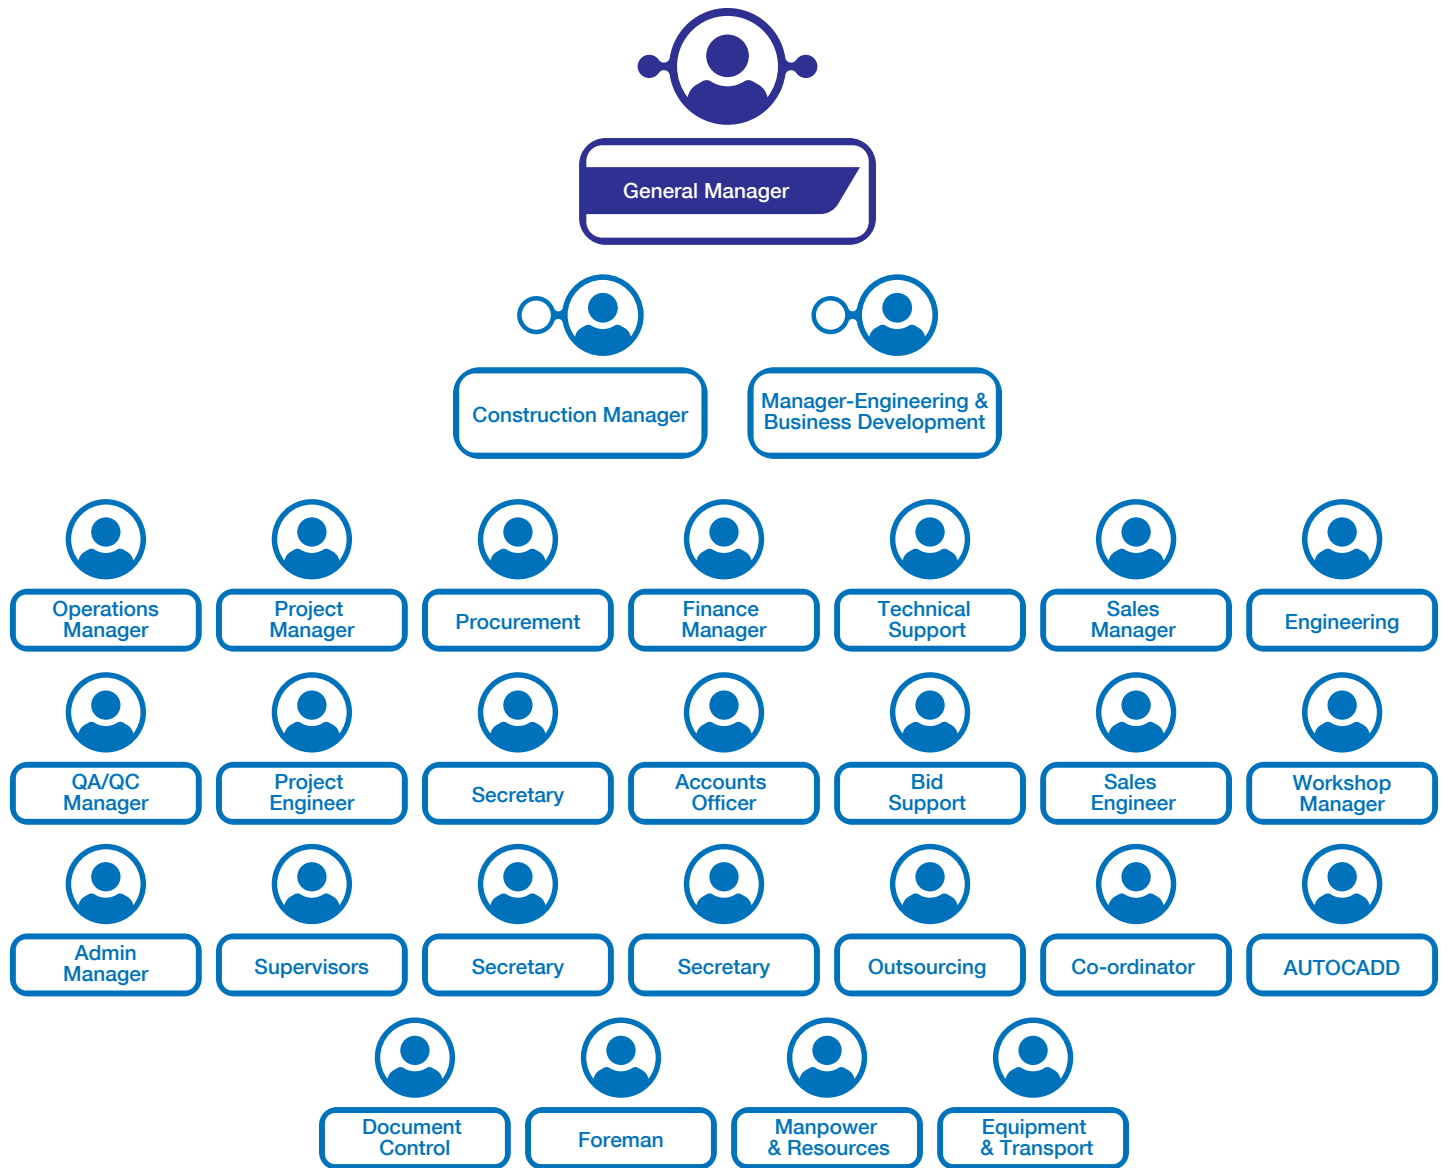 General Manager
Construction Manager
Manager-Engineering &
Business Development
Operations
Manager
Project
Manager
Procurement
Finance
Manager
Technical
Support
Sales
Manager
Engineering
QA/QC
Manager
Project
Engineer
Secretary
Accounts
Officer
Bid
Support
Sales
Engineer
Workshop
Manager
Admin
Manager
Supervisors
Secretary
Secretary
Outsourcing
Co-ordinator
AUTOCADD
Document
Control
Foreman
Manpower
& Resources
Equipment
& Transport